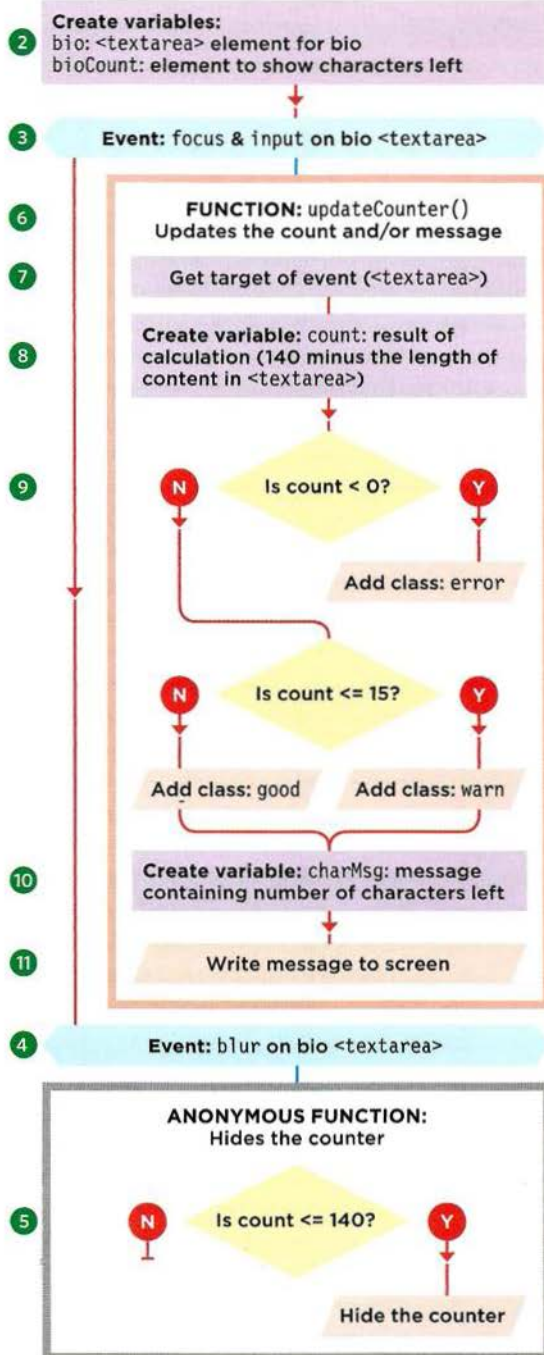 2
Create variables:
bio: <textarea> element for bio
bioCount: element to show characters left
3
Event: focus & input on bio <textarea>
6
FUNCTION: updateCounter()
Updates the count and/or message
7
Get target of event (<textarea>)
8
Create variable: count: result of
calculation (140 minus the length of
content in <textarea>)
9
N
Is count < 0?
Y
Add class: error
N
Is count <= 15?
Y
Add class: good
Add class: warn
10
Create variable: charMsg: message
containing number of characters left
11
Write message to screen
4
Event: blur on bio <textarea>
ANONYMOUS FUNCTION:
Hides the counter
5
N
Is count <= 140?
Y
Hide the counter